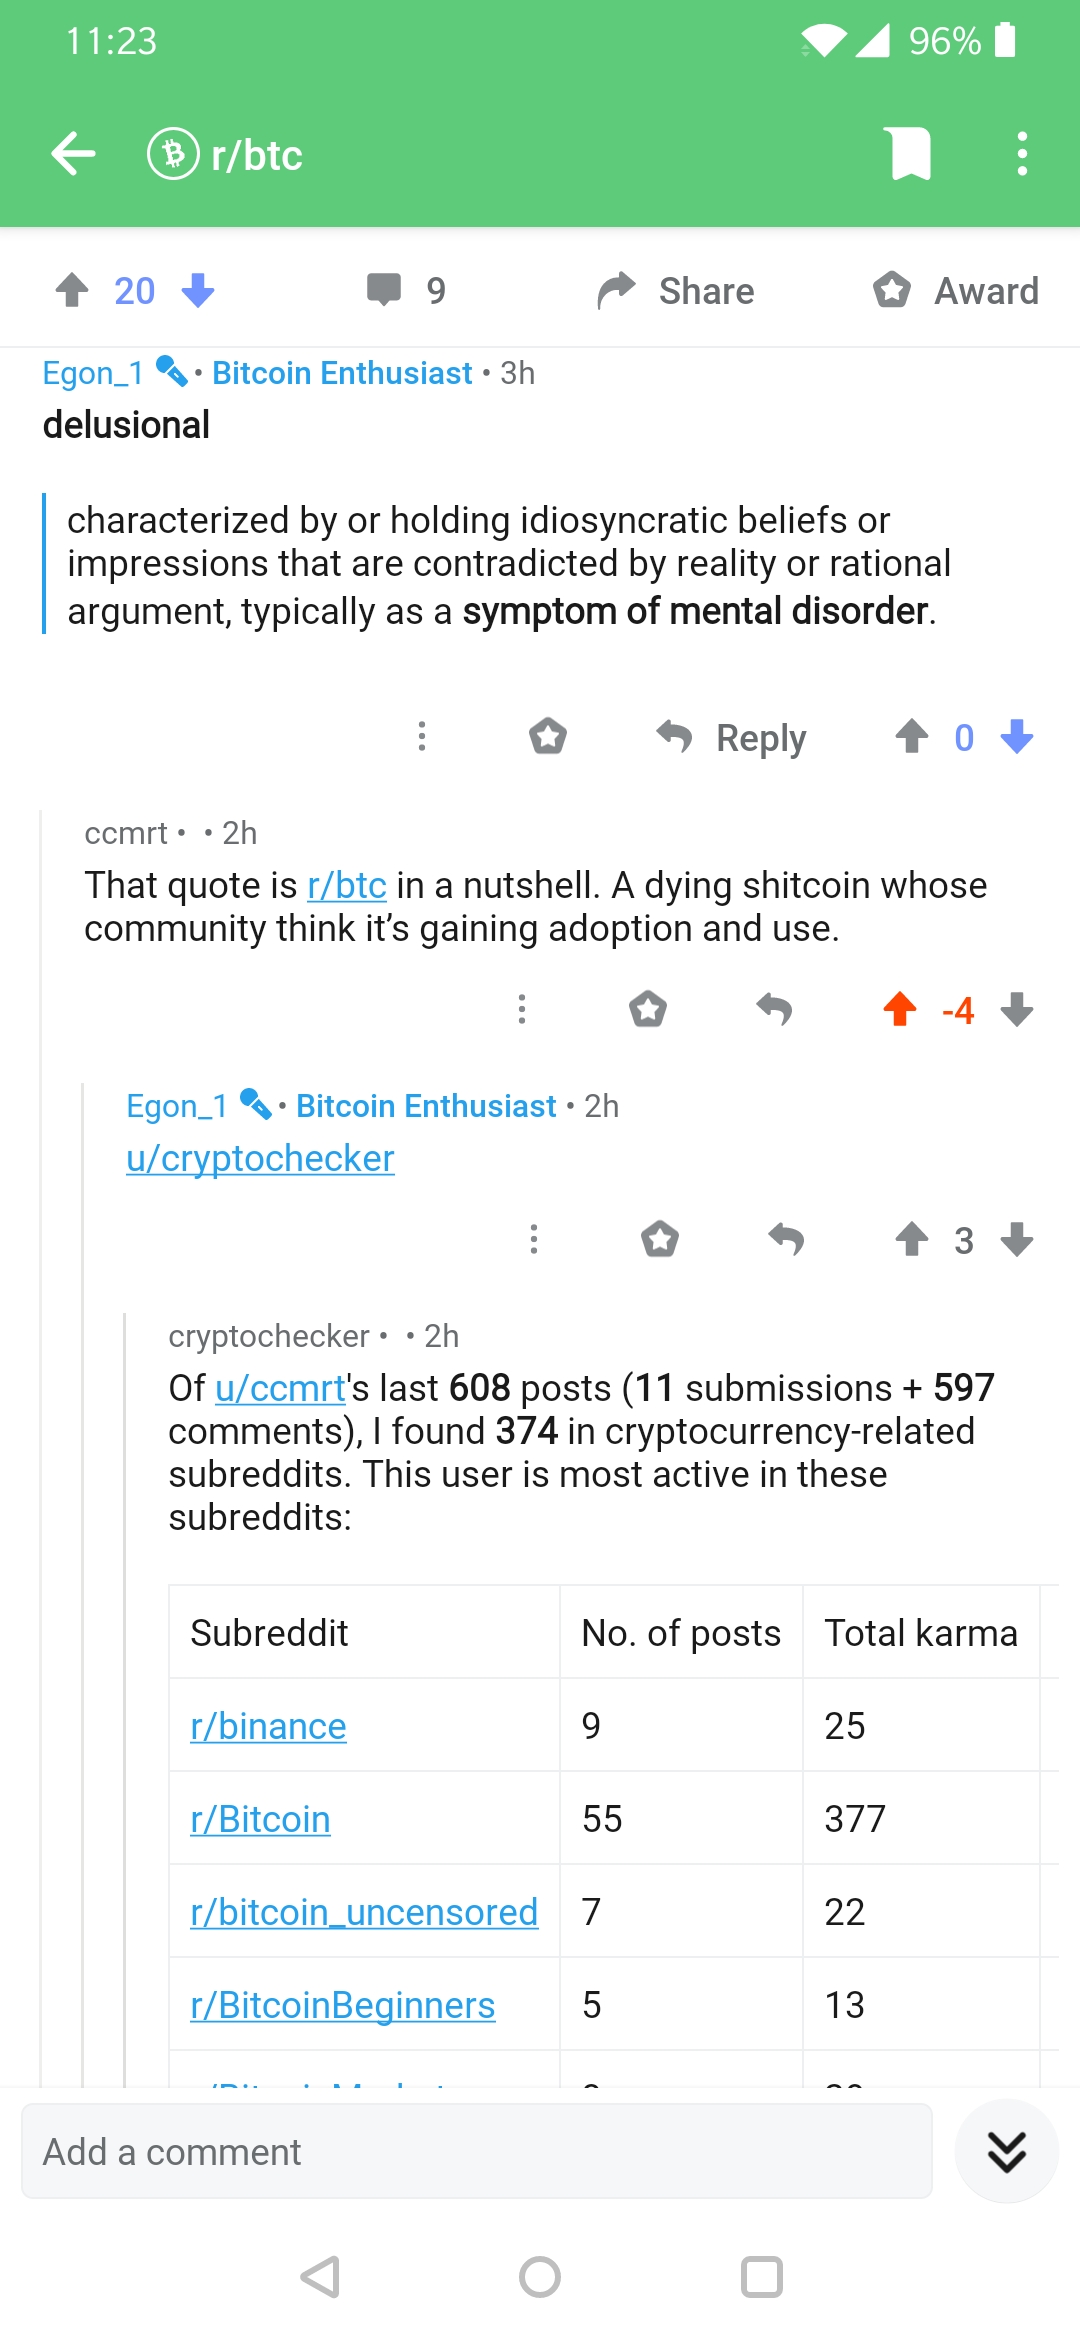 11:23 96%
r/btc
20 9 Share Award
Egon_1 • Bitcoin Enthusiast • 3h
delusional
characterized by or holding idiosyncratic beliefs or
impressions that are contradicted by reality or rational
argument, typically as a symptom of mental disorder.
Reply 0
ccmrt • • 2h
That quote is r/btc in a nutshell. A dying shitcoin whose
community think it’s gaining adoption and use.
-4
Egon_1 • Bitcoin Enthusiast • 2h
u/cryptochecker
3
cryptochecker • • 2h
Of u/ccmrt's last 608 posts (11 submissions + 597
comments), I found 374 in cryptocurrency-related
subreddits. This user is most active in these
subreddits:
Subreddit No. of posts Total karma
r/binance 9 25
r/Bitcoin 55 377
r/bitcoin_uncensored 7 22
r/BitcoinBeginners 5 13
Add a comment